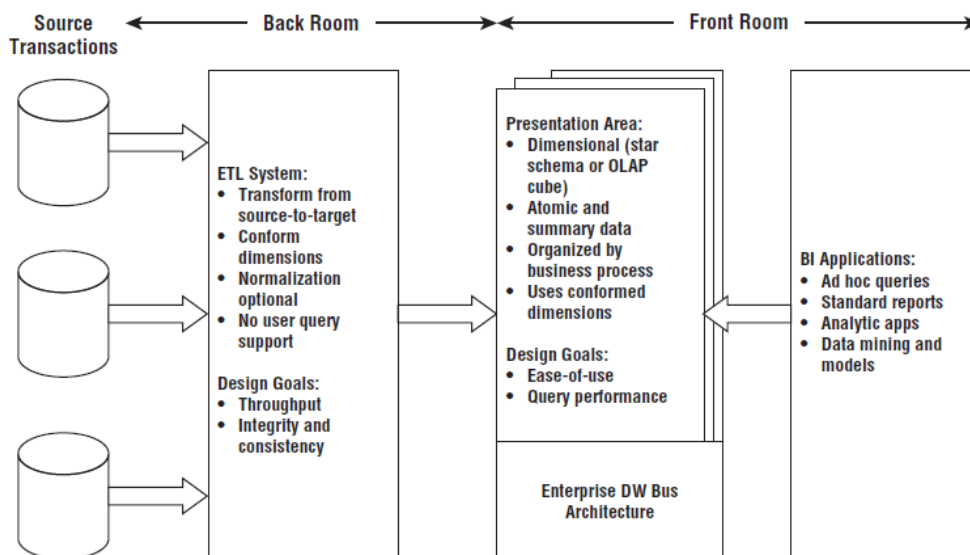 Source
Transactions
Back Room
Front Room
ETL System:
• Transform from
source-to-target
• Conform
dimensions
• Normalization
optional
• No user query
support
Design Goals:
• Throughput
• Integrity and
consistency
Presentation Area:
• Dimensional (star
schema or OLAP
cube)
• Atomic and
summary data
• Organized by
business process
• Uses conformed
dimensions
Design Goals:
• Ease-of-use
• Query performance
Enterprise DW Bus
Architecture
BI Applications:
• Ad hoc queries
• Standard reports
• Analytic apps
• Data mining and
models